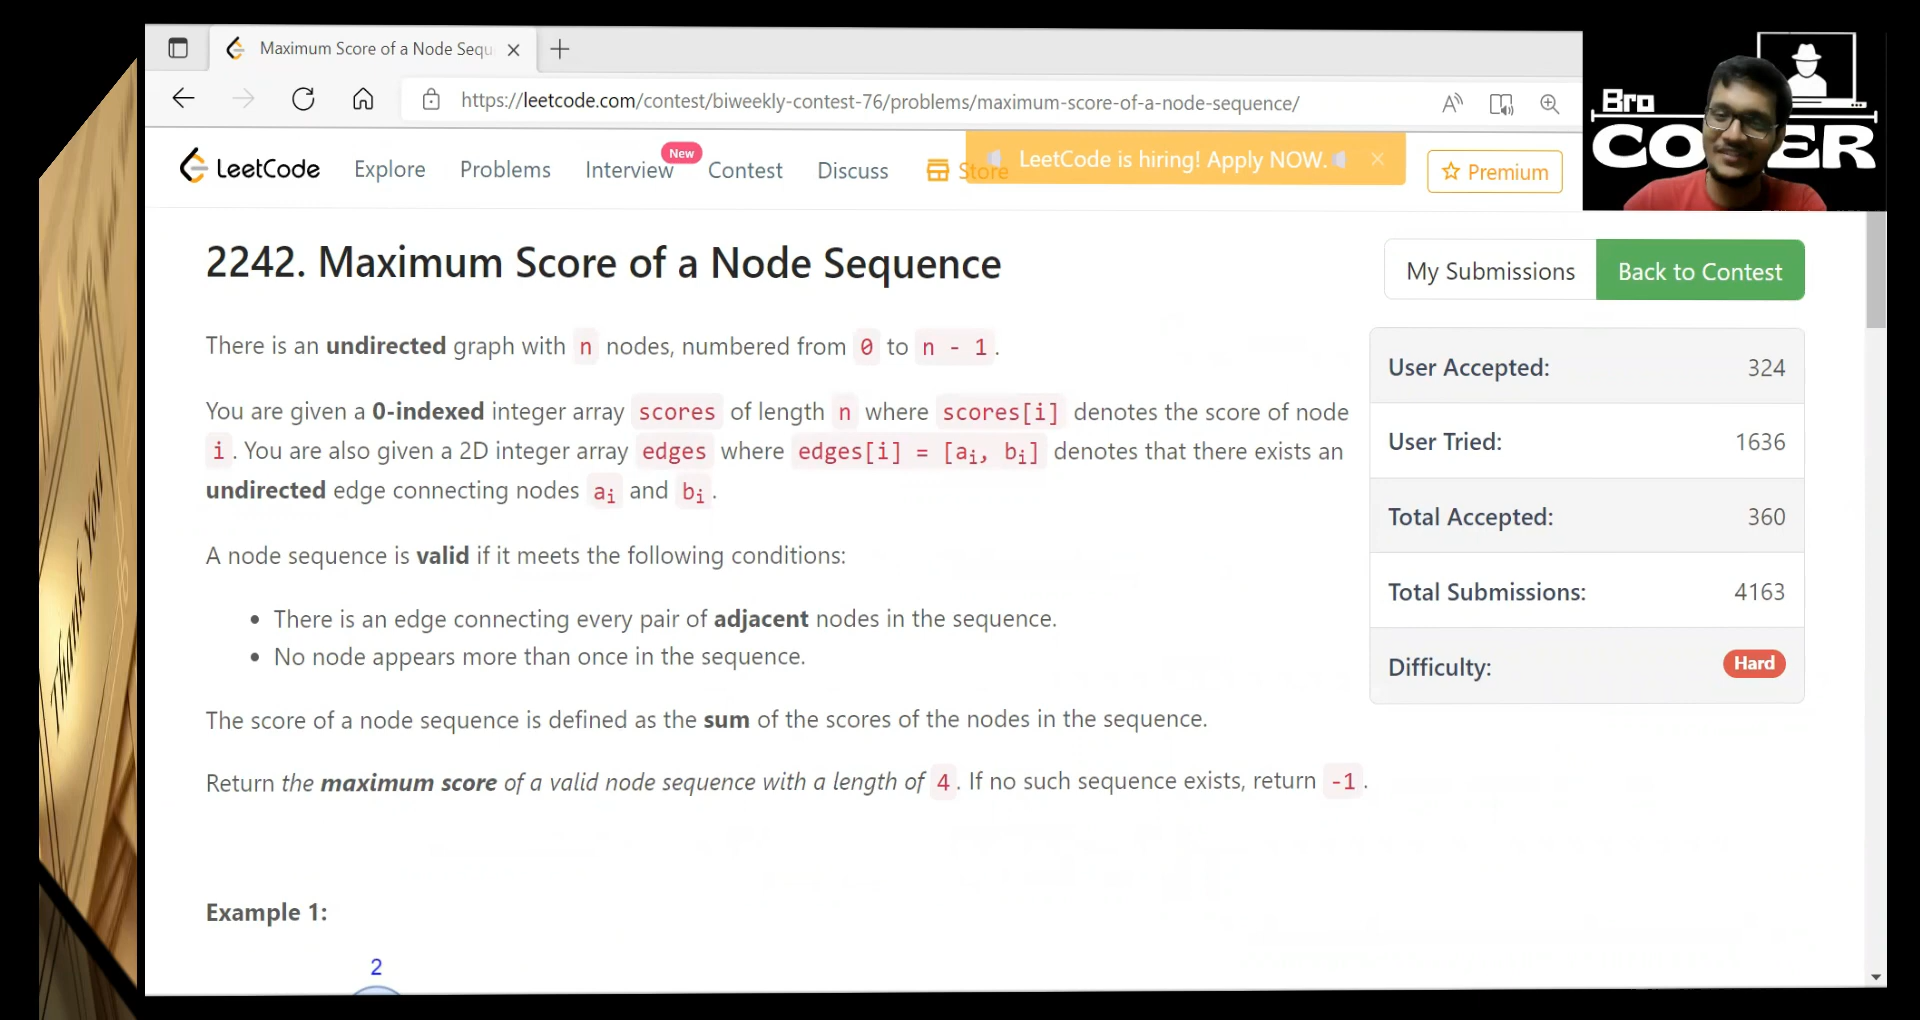 Maximum Score of a Node Sequ
https://leetcode.com/contest/biweekly-contest-76/problems/maximum-score-of-a-node-sequence/
Bro
CODER
LeetCode Explore Problems Interview New Contest Discuss Store
LeetCode is hiring! Apply NOW.
Premium
2242. Maximum Score of a Node Sequence
My Submissions Back to Contest
There is an undirected graph with n nodes, numbered from 0 to n - 1.
You are given a 0-indexed integer array scores of length n where scores[i] denotes the score of node
i. You are also given a 2D integer array edges where edges[i] = [ai, bi] denotes that there exists an
undirected edge connecting nodes ai and bi.
A node sequence is valid if it meets the following conditions:
• There is an edge connecting every pair of adjacent nodes in the sequence.
• No node appears more than once in the sequence.
The score of a node sequence is defined as the sum of the scores of the nodes in the sequence.
Return the maximum score of a valid node sequence with a length of 4. If no such sequence exists, return -1.
User Accepted: 324
User Tried: 1636
Total Accepted: 360
Total Submissions: 4163
Difficulty: Hard
Example 1:
2
Thank You